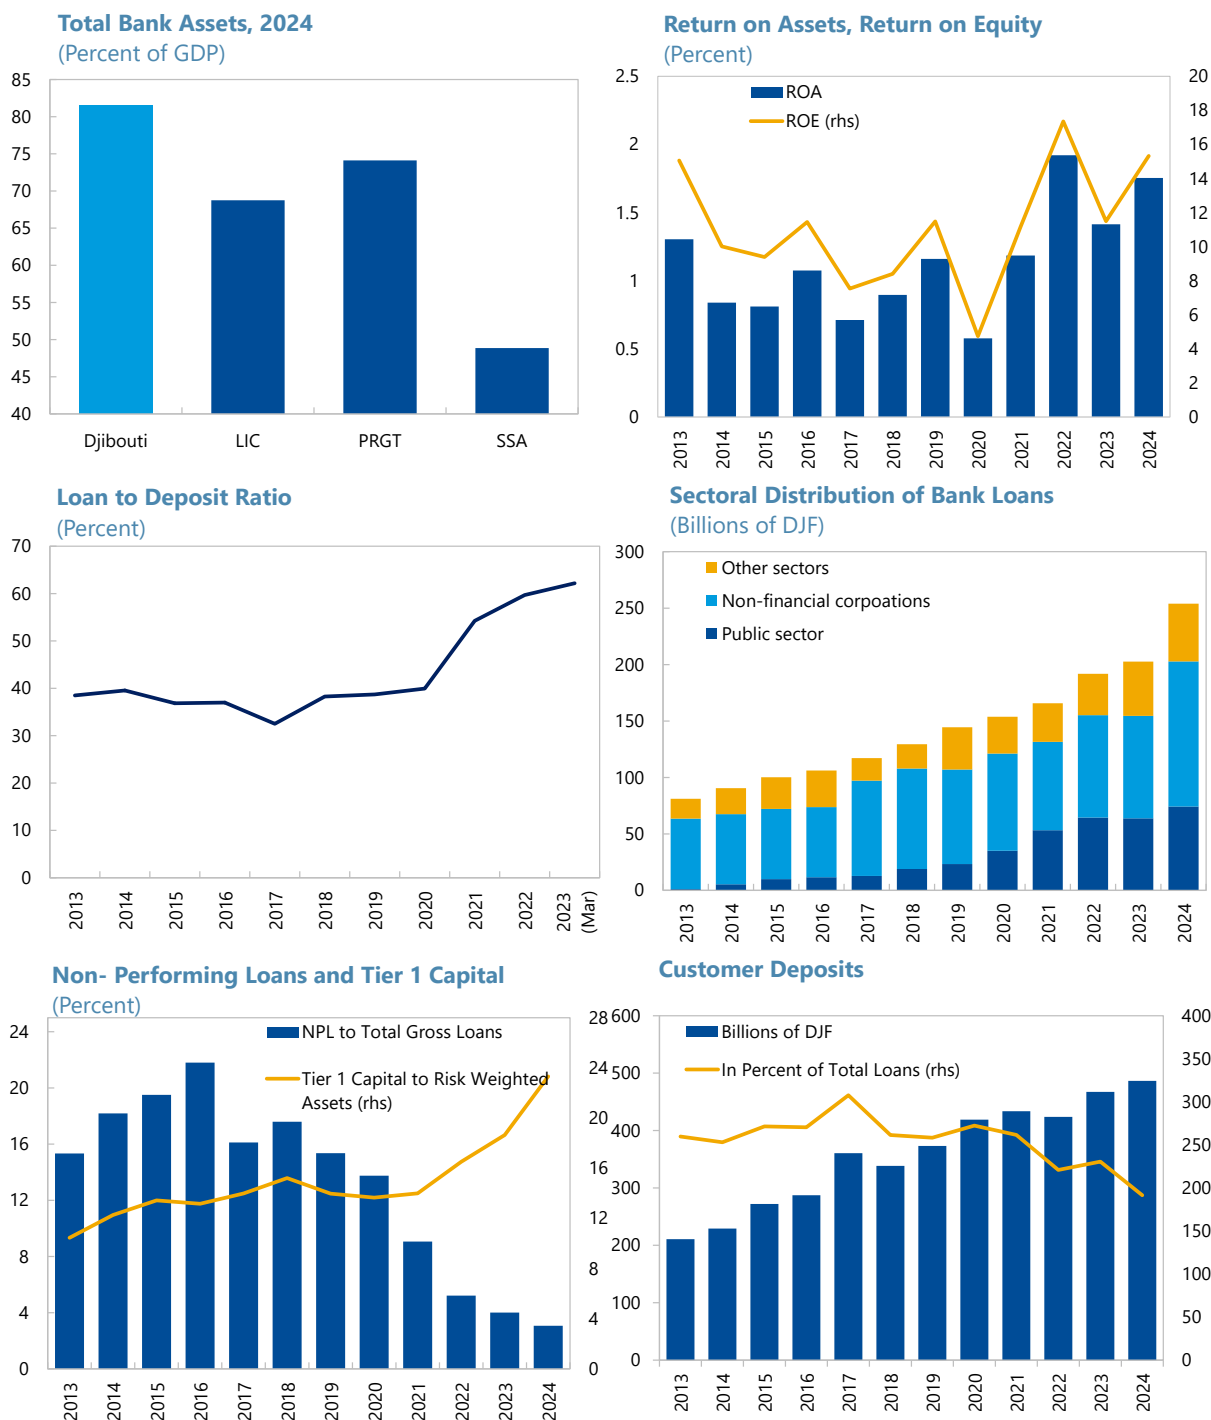 Total Bank Assets, 2024
(Percent of GDP)
85
80
75
70
65
60
55
50
45
40
Djibouti LIC PRGT SSA
Return on Assets, Return on Equity
(Percent)
2.5
2
1.5
1
0.5
0
ROA
ROE (rhs)
20
18
16
14
12
10
8
6
4
2
0
2013 2014 2015 2016 2017 2018 2019 2020 2021 2022 2023 2024
Loan to Deposit Ratio
(Percent)
70
60
50
40
30
20
10
0
2013 2014 2015 2016 2017 2018 2019 2020 2021 2022 2023 (Mar)
Sectoral Distribution of Bank Loans
(Billions of DJF)
300
250
200
150
100
50
0
Other sectors
Non-financial corpoations
Public sector
2013 2014 2015 2016 2017 2018 2019 2020 2021 2022 2023 2024
Non- Performing Loans and Tier 1 Capital
(Percent)
24
20
16
12
8
4
0
NPL to Total Gross Loans
Tier 1 Capital to Risk Weighted
Assets (rhs)
28
24
20
16
12
8
4
0
2013 2014 2015 2016 2017 2018 2019 2020 2021 2022 2023 2024
Customer Deposits
600
500
400
300
200
100
0
Billions of DJF
In Percent of Total Loans (rhs)
400
350
300
250
200
150
100
50
0
2013 2014 2015 2016 2017 2018 2019 2020 2021 2022 2023 2024